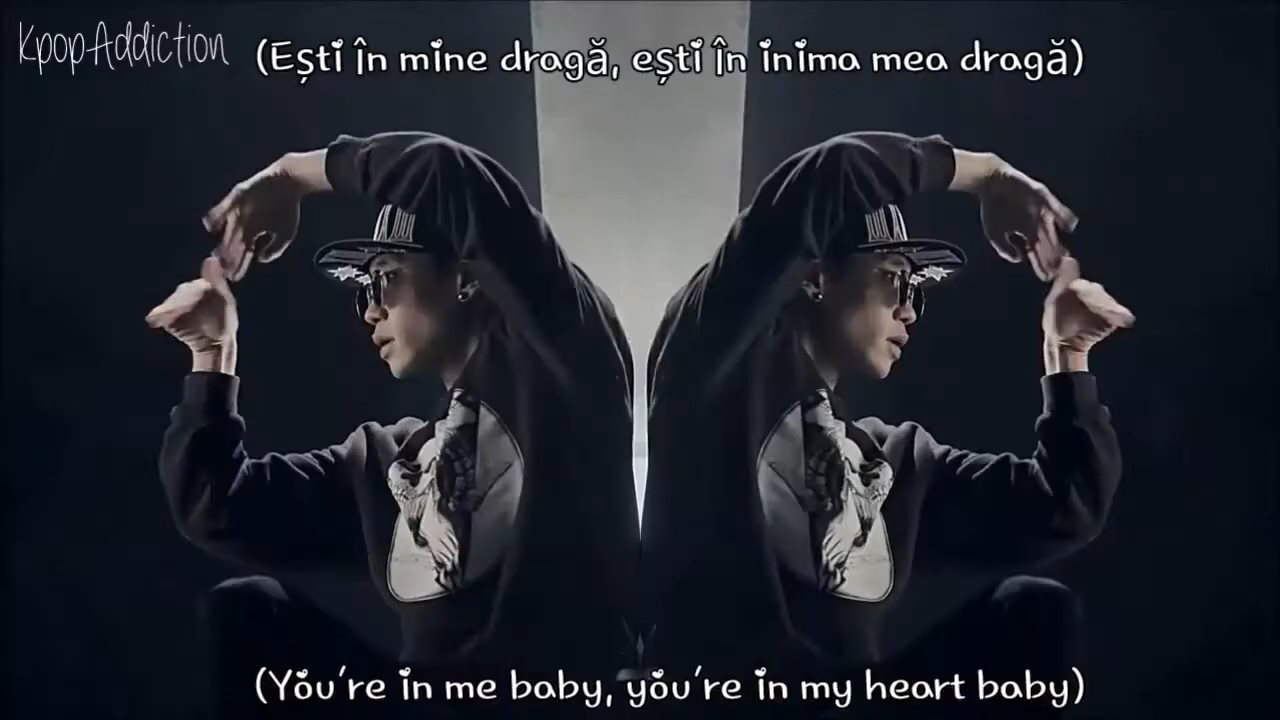 KpopAddiction
(Ești în mine dragă, ești în inima mea dragă)
(You're in me baby, you're in my heart baby)